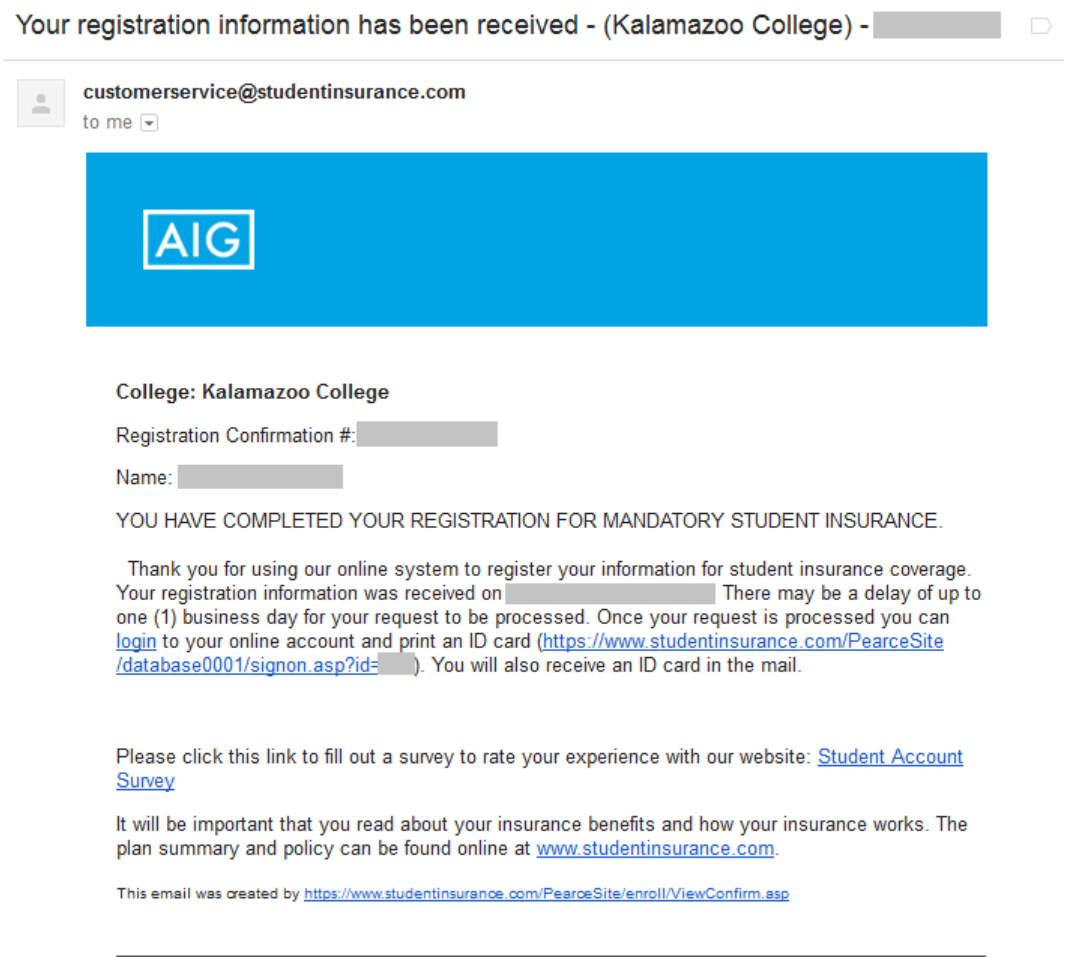 Your registration information has been received - (Kalamazoo College) -
customerservice@studentinsurance.com
to me
AIG
College: Kalamazoo College
Registration Confirmation #:
Name:
YOU HAVE COMPLETED YOUR REGISTRATION FOR MANDATORY STUDENT INSURANCE.
Thank you for using our online system to register your information for student insurance coverage.
Your registration information was received on There may be a delay of up to
one (1) business day for your request to be processed. Once your request is processed you can
login to your online account and print an ID card (https://www.studentinsurance.com/PearceSite
/database0001/signon.asp?id= ). You will also receive an ID card in the mail.
Please click this link to fill out a survey to rate your experience with our website: Student Account
Survey
It will be important that you read about your insurance benefits and how your insurance works. The
plan summary and policy can be found online at www.studentinsurance.com.
This email was created by https://www.studentinsurance.com/PearceSite/enroll/ViewConfirm.asp